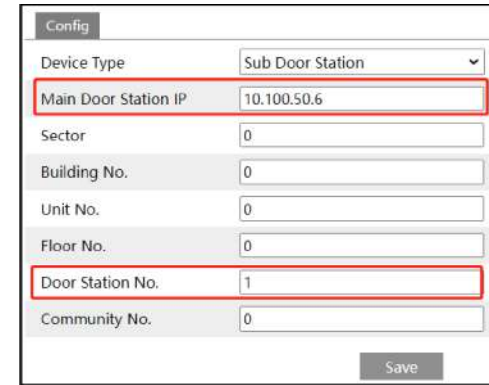 Config
Device Type Sub Door Station
Main Door Station IP 10.100.50.6
Sector 0
Building No. 0
Unit No. 0
Floor No. 0
Door Station No. 1
Community No. 0
Save